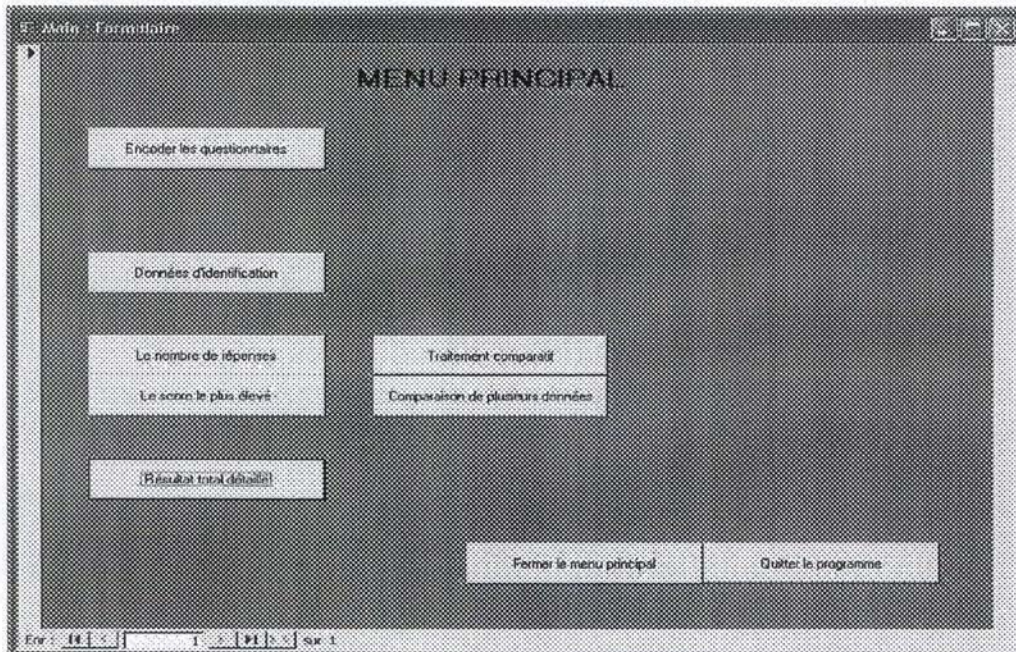 Main : Formulaire
MENU PRINCIPAL
Encoder les questionnaires
Données d'identification
Le nombre de réponses
Traitement comparatif
Le score le plus élevé
Comparaison de plusieurs données
Résultat total détaillé
Fermer le menu principal
Quitter le programme
Enr : 1 sur 1